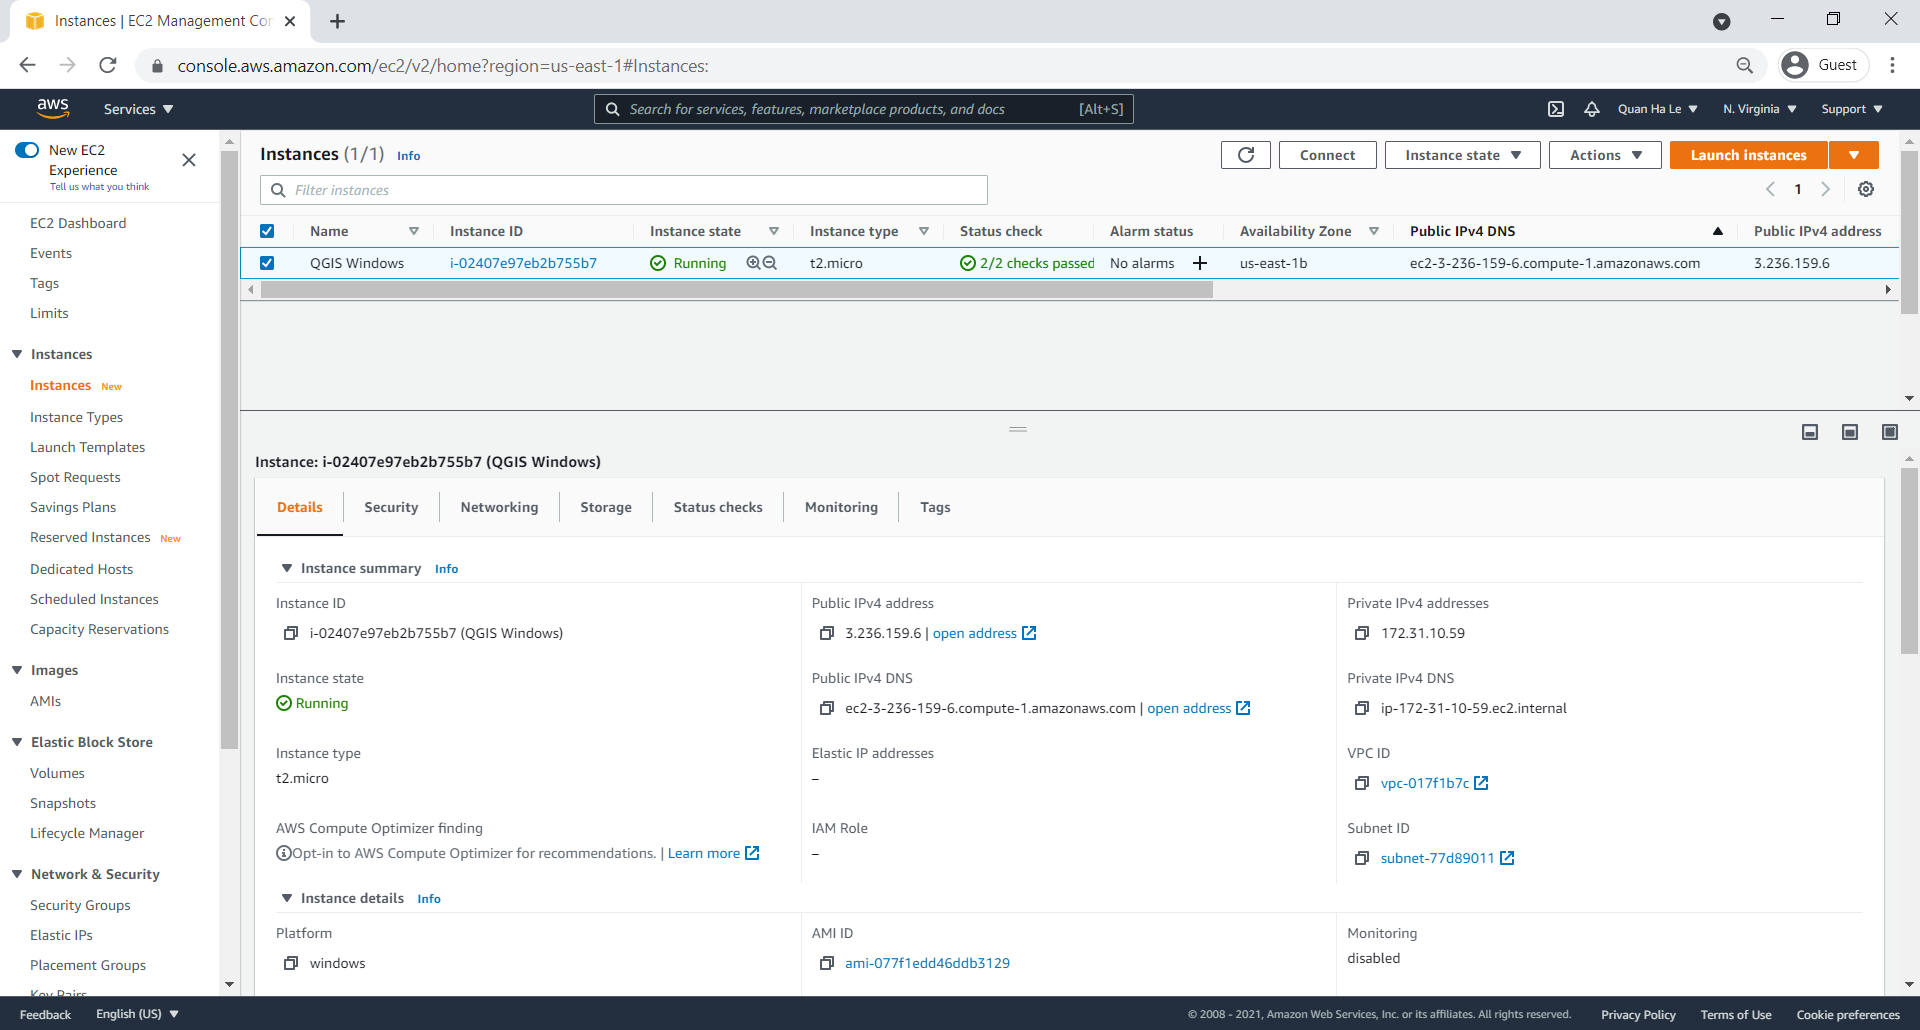 Instances | EC2 Management Con
console.aws.amazon.com/ec2/v2/home?region=us-east-1#Instances:
Guest
aws
Services
Search for services, features, marketplace products, and docs
[Alt+S]
Quan Ha Le
N. Virginia
Support
New EC2
Experience
Tell us what you think
EC2 Dashboard
Events
Tags
Limits
Instances
Instances New
Instance Types
Launch Templates
Spot Requests
Savings Plans
Reserved Instances New
Dedicated Hosts
Scheduled Instances
Capacity Reservations
Images
AMIs
Elastic Block Store
Volumes
Snapshots
Lifecycle Manager
Network & Security
Security Groups
Elastic IPs
Placement Groups
Key Pairs
Instances (1/1) Info
Connect
Instance state
Actions
Launch instances
Filter instances
1
Name Instance ID Instance state Instance type Status check Alarm status Availability Zone Public IPv4 DNS Public IPv4 address
QGIS Windows i-02407e97eb2b755b7 Running t2.micro 2/2 checks passed No alarms us-east-1b ec2-3-236-159-6.compute-1.amazonaws.com 3.236.159.6
Instance: i-02407e97eb2b755b7 (QGIS Windows)
Details Security Networking Storage Status checks Monitoring Tags
Instance summary Info
Instance ID
i-02407e97eb2b755b7 (QGIS Windows)
Public IPv4 address
3.236.159.6 | open address
Private IPv4 addresses
172.31.10.59
Instance state
Running
Public IPv4 DNS
ec2-3-236-159-6.compute-1.amazonaws.com | open address
Private IPv4 DNS
ip-172-31-10-59.ec2.internal
Instance type
t2.micro
Elastic IP addresses
–
VPC ID
vpc-017f1b7c
AWS Compute Optimizer finding
Opt-in to AWS Compute Optimizer for recommendations. | Learn more
IAM Role
–
Subnet ID
subnet-77d89011
Instance details Info
Platform
windows
AMI ID
ami-077f1edd46ddb3129
Monitoring
disabled
Feedback
English (US)
© 2008 - 2021, Amazon Web Services, Inc. or its affiliates. All rights reserved.
Privacy Policy
Terms of Use
Cookie preferences